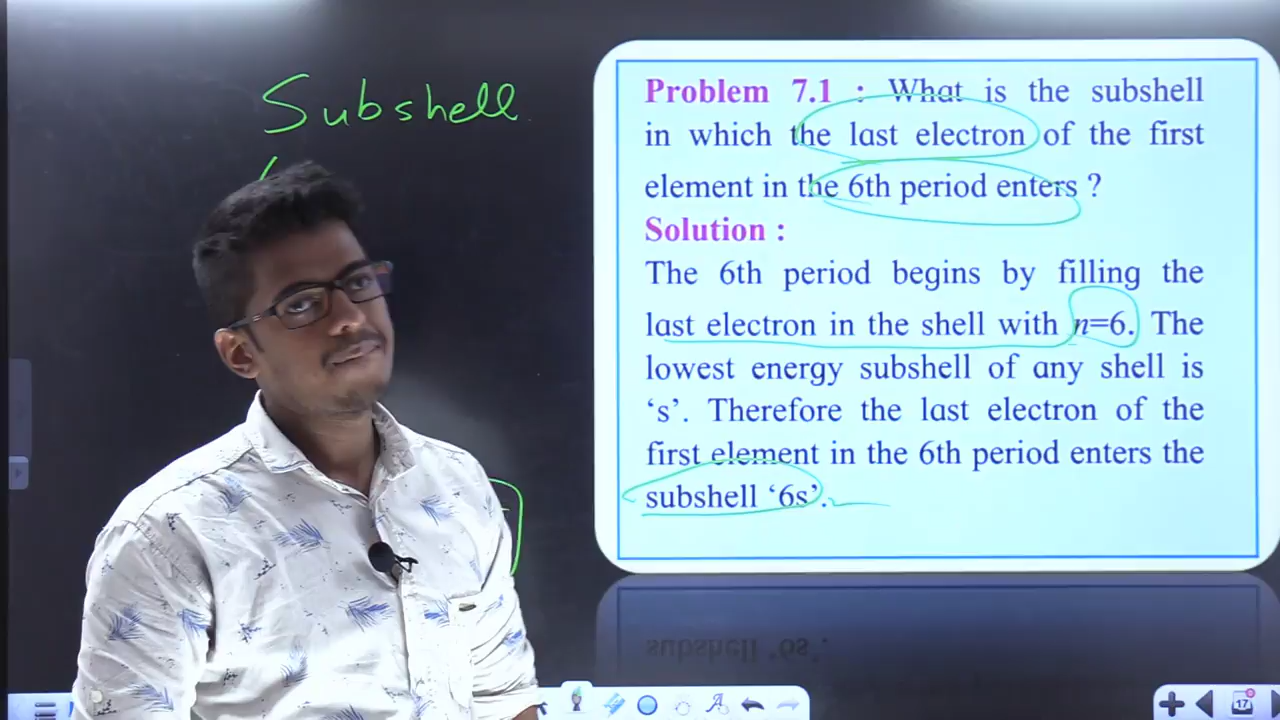 Subshell
Problem 7.1 : What is the subshell
in which the last electron of the first
element in the 6th period enters ?
Solution :
The 6th period begins by filling the
last electron in the shell with n=6. The
lowest energy subshell of any shell is
‘s’. Therefore the last electron of the
first element in the 6th period enters the
subshell ‘6s’.
17